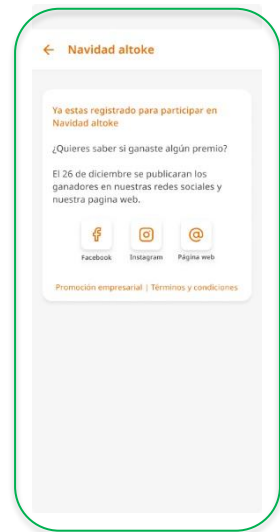 Navidad altoke
Ya estas registrado para participar en
Navidad altoke
¿Quieres saber si ganaste algún premio?
El 26 de diciembre se publicaran los
ganadores en nuestras redes sociales y
nuestra pagina web.
Facebook Instagram Página web
Promoción empresarial | Términos y condiciones